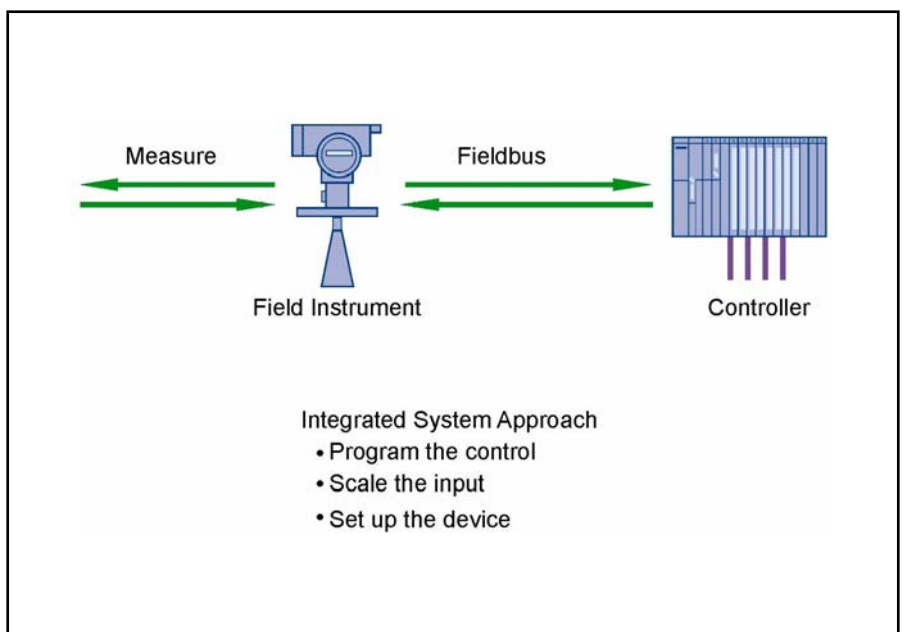 Measure
Fieldbus
Field Instrument
Controller
Integrated System Approach
• Program the control
• Scale the input
• Set up the device